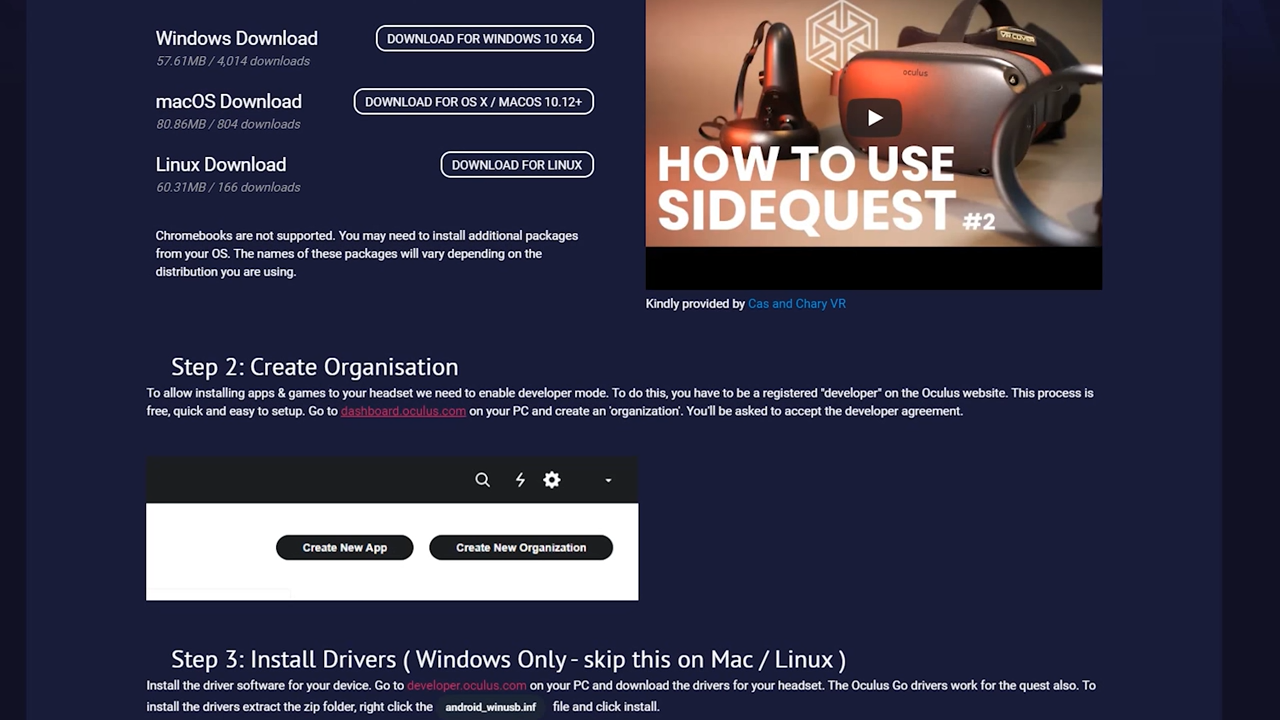 Windows Download
DOWNLOAD FOR WINDOWS 10 X64
57.61MB / 4,014 downloads
macOS Download
DOWNLOAD FOR OS X / MACOS 10.12+
80.86MB / 804 downloads
Linux Download
DOWNLOAD FOR LINUX
60.31MB / 166 downloads
Chromebooks are not supported. You may need to install additional packages
from your OS. The names of these packages will vary depending on the
distribution you are using.
VR COVER
oculus
HOW TO USE
SIDEQUEST #2
Kindly provided by Cas and Chary VR
Step 2: Create Organisation
To allow installing apps & games to your headset we need to enable developer mode. To do this, you have to be a registered "developer" on the Oculus website. This process is
free, quick and easy to setup. Go to dashboard.oculus.com on your PC and create an 'organization'. You'll be asked to accept the developer agreement.
Create New App
Create New Organization
Step 3: Install Drivers ( Windows Only - skip this on Mac / Linux )
Install the driver software for your device. Go to developer.oculus.com on your PC and download the drivers for your headset. The Oculus Go drivers work for the quest also. To
install the drivers extract the zip folder, right click the android_winusb.inf file and click install.